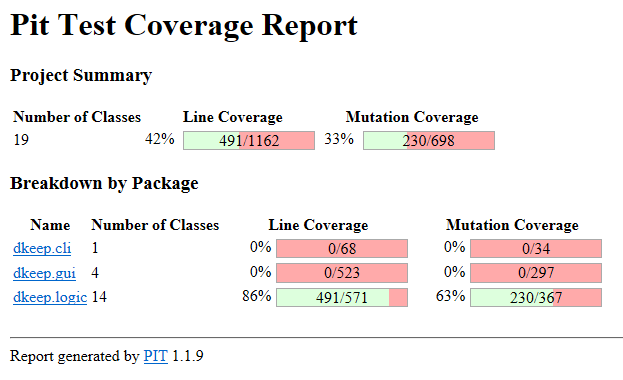 Pit Test Coverage Report
Project Summary
Number of Classes Line Coverage Mutation Coverage
19 42% 491/1162 33% 230/698
Breakdown by Package
Name Number of Classes Line Coverage Mutation Coverage
dkeep.cli 1 0% 0/68 0% 0/34
dkeep.gui 4 0% 0/523 0% 0/297
dkeep.logic 14 86% 491/571 63% 230/367
Report generated by PIT 1.1.9